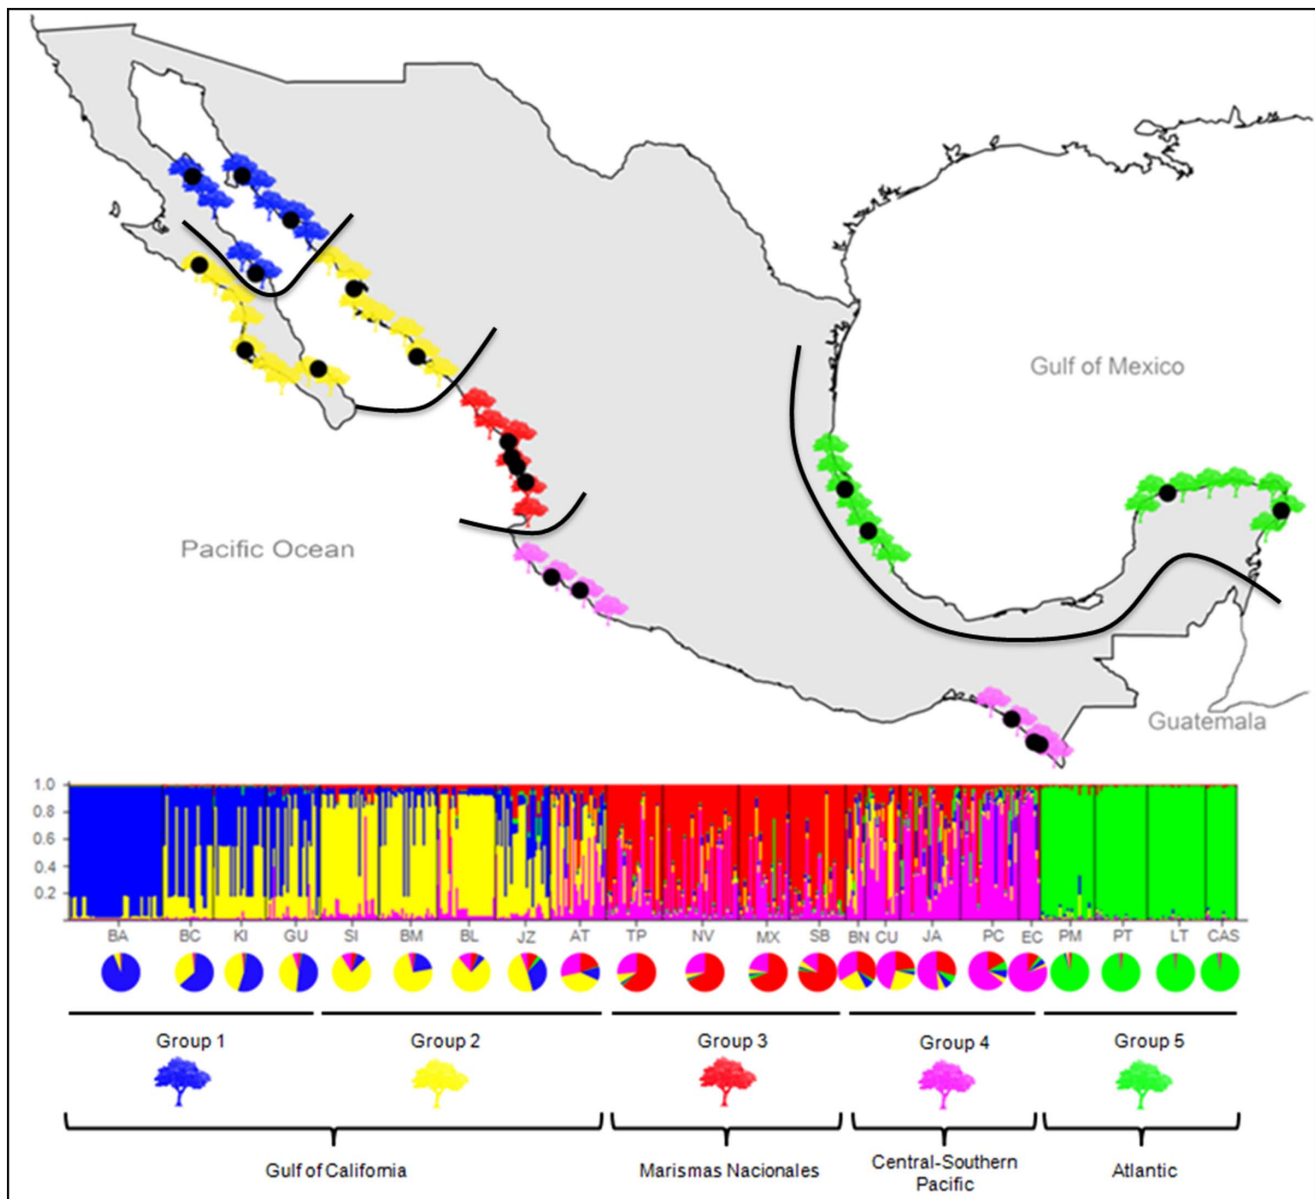 Gulf of Mexico
Pacific Ocean
Guatemala
1.0
0.8
0.6
0.4
0.2
BA BC KI GU SI BM BL JZ AT TP NV MX SB BN CU JA PC EC PM PT LT CAS
Group 1 Group 2 Group 3 Group 4 Group 5
Gulf of California Marismas Nacionales Central-Southern Atlantic
Pacific